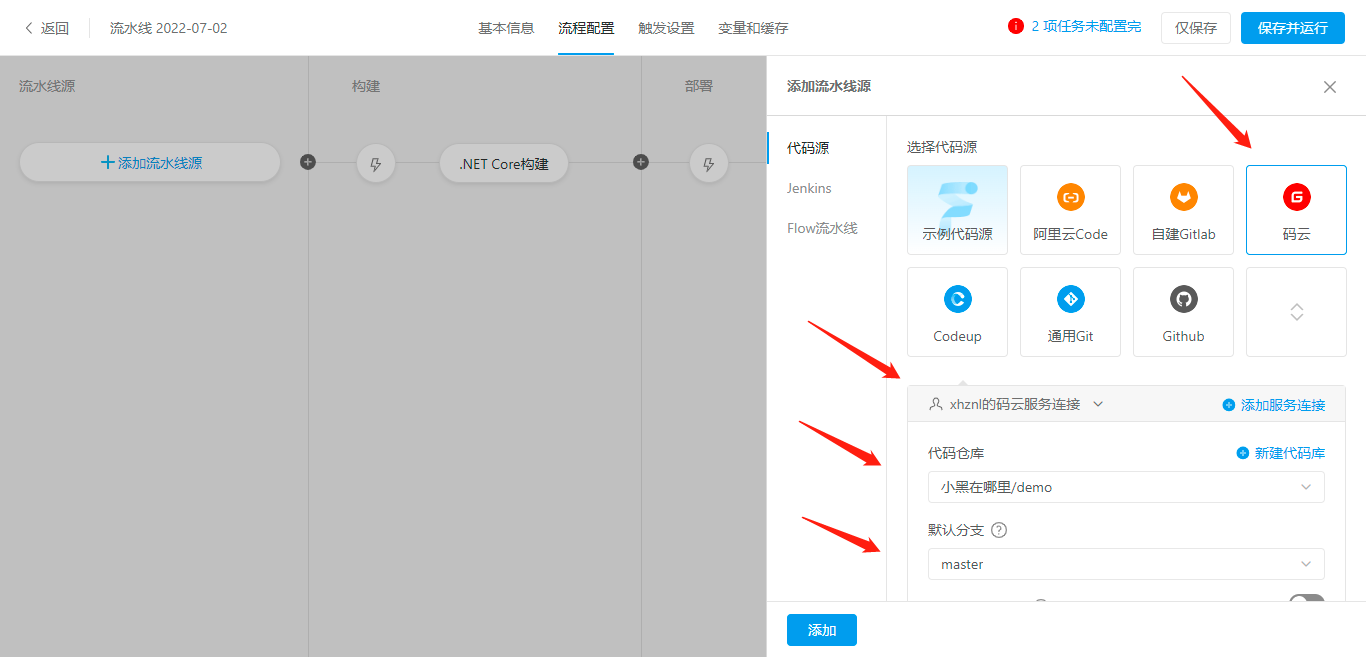 返回
流水线 2022-07-02
基本信息
流程配置
触发设置
变量和缓存
2 项任务未配置完
仅保存
保存并运行
流水线源
构建
部署
添加流水线源
.NET Core构建
添加流水线源
代码源
Jenkins
Flow流水线
选择代码源
示例代码源
阿里云Code
自建Gitlab
码云
Codeup
通用Git
Github
xhznl的码云服务连接
添加服务连接
代码仓库
新建代码库
小黑在哪里/demo
默认分支
master
添加